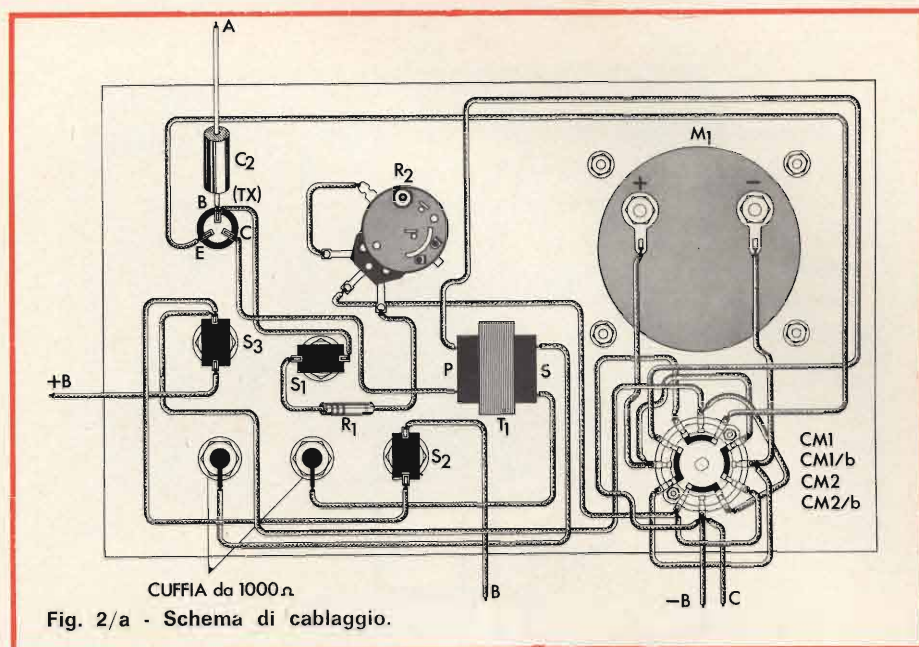 A
M1
C2
R2
B
(TX)
C
E
+
-
S3
+B
S1
P
S
T1
R1
S2
CM1
CM1/b
CM2
CM2/b
CUFFIA da 1000 Ω
B
-B
C
Fig. 2/a - Schema di cablaggio.